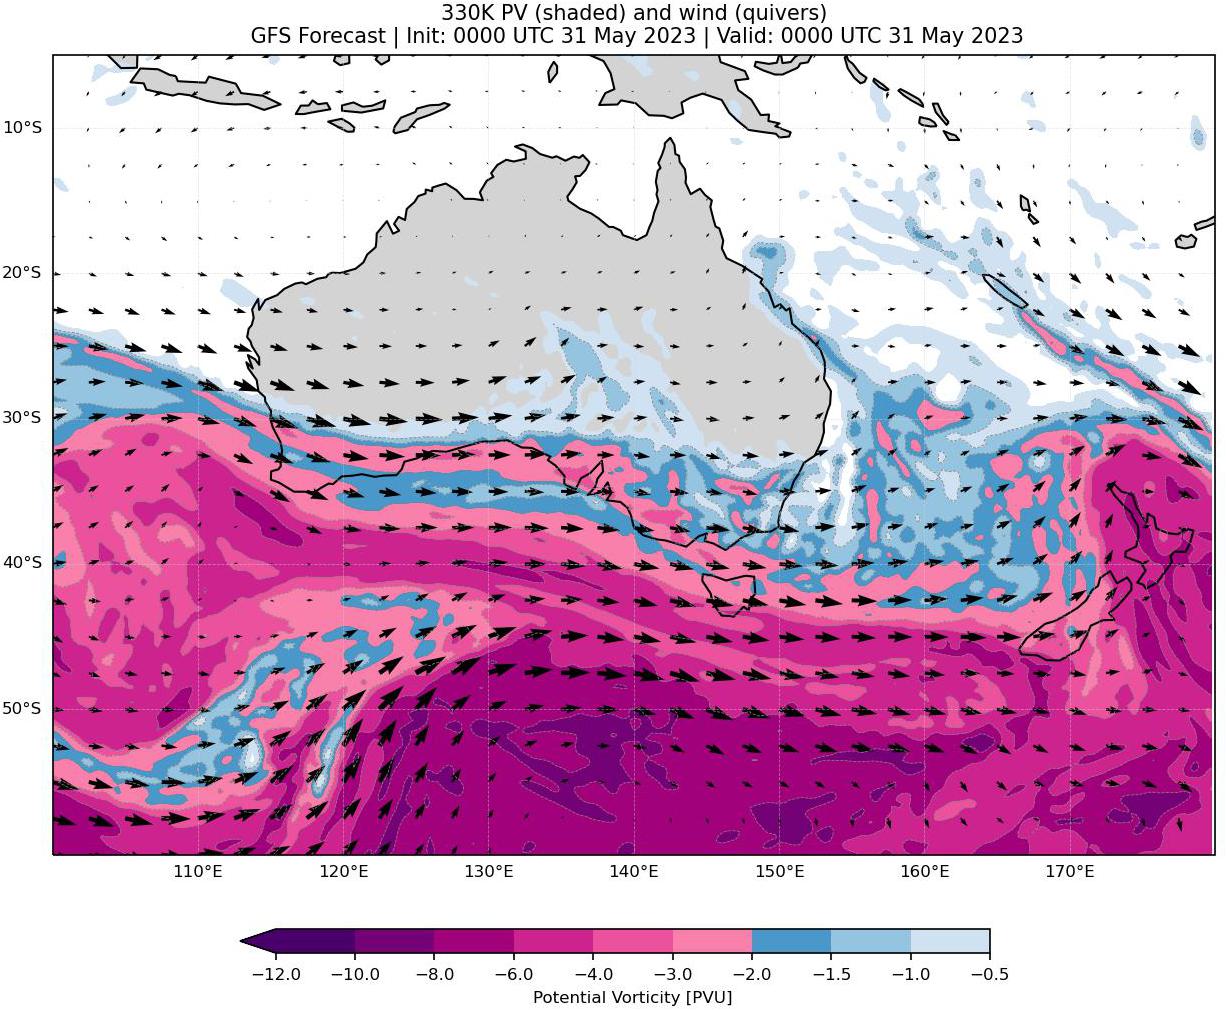 330K PV (shaded) and wind (quivers)
GFS Forecast | Init: 0000 UTC 31 May 2023 | Valid: 0000 UTC 31 May 2023
10°S
20°S
30°S
40°S
50°S
110°E 120°E 130°E 140°E 150°E 160°E 170°E
−12.0 −10.0 −8.0 −6.0 −4.0 −3.0 −2.0 −1.5 −1.0 −0.5
Potential Vorticity [PVU]